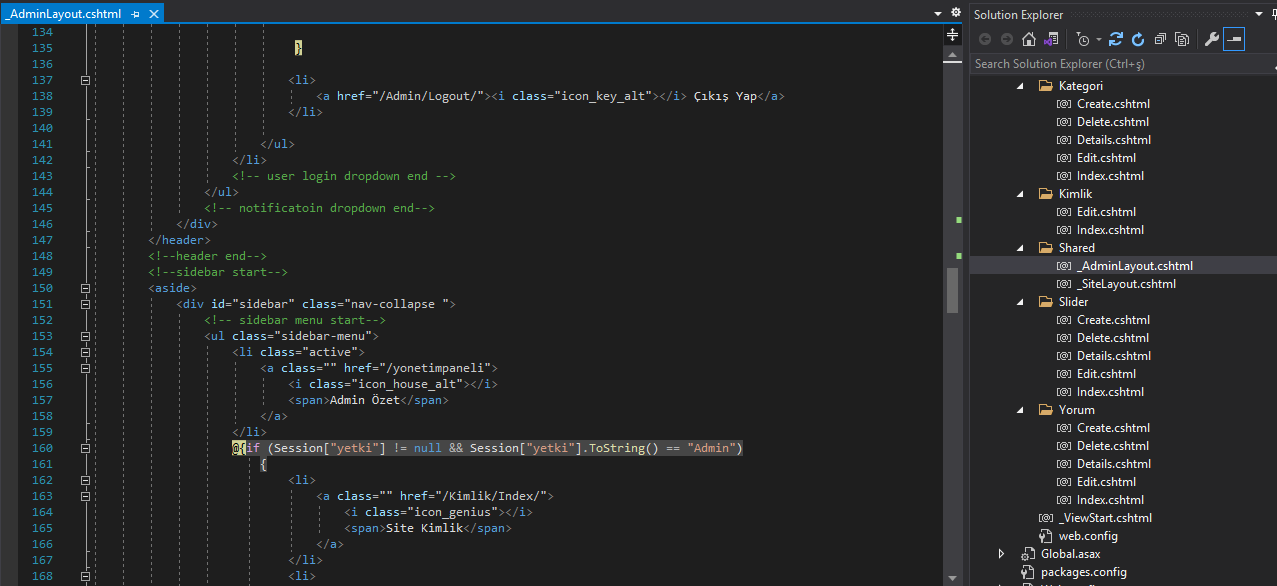 _AdminLayout.cshtml
134
135 }
136
137 <li>
138 <a href="/Admin/Logout/"><i class="icon_key_alt"></i> Çıkış Yap</a>
139 </li>
140
141 </ul>
142 </li>
143 <!-- user login dropdown end -->
144 </ul>
145 <!-- notificatoin dropdown end-->
146 </div>
147 </header>
148 <!--header end-->
149 <!--sidebar start-->
150 <aside>
151 <div id="sidebar" class="nav-collapse ">
152 <!-- sidebar menu start-->
153 <ul class="sidebar-menu">
154 <li class="active">
155 <a class="" href="/yonetimpaneli">
156 <i class="icon_house_alt"></i>
157 <span>Admin Özet</span>
158 </a>
159 </li>
160 @{if (Session["yetki"] != null && Session["yetki"].ToString() == "Admin")
161 {
162 <li>
163 <a class="" href="/Kimlik/Index/">
164 <i class="icon_genius"></i>
165 <span>Site Kimlik</span>
166 </a>
167 </li>
168 <li>
Solution Explorer
Search Solution Explorer (Ctrl+ş)
Kategori
Create.cshtml
Delete.cshtml
Details.cshtml
Edit.cshtml
Index.cshtml
Kimlik
Edit.cshtml
Index.cshtml
Shared
_AdminLayout.cshtml
_SiteLayout.cshtml
Slider
Create.cshtml
Delete.cshtml
Details.cshtml
Edit.cshtml
Index.cshtml
Yorum
Create.cshtml
Delete.cshtml
Details.cshtml
Edit.cshtml
Index.cshtml
_ViewStart.cshtml
web.config
Global.asax
packages.config